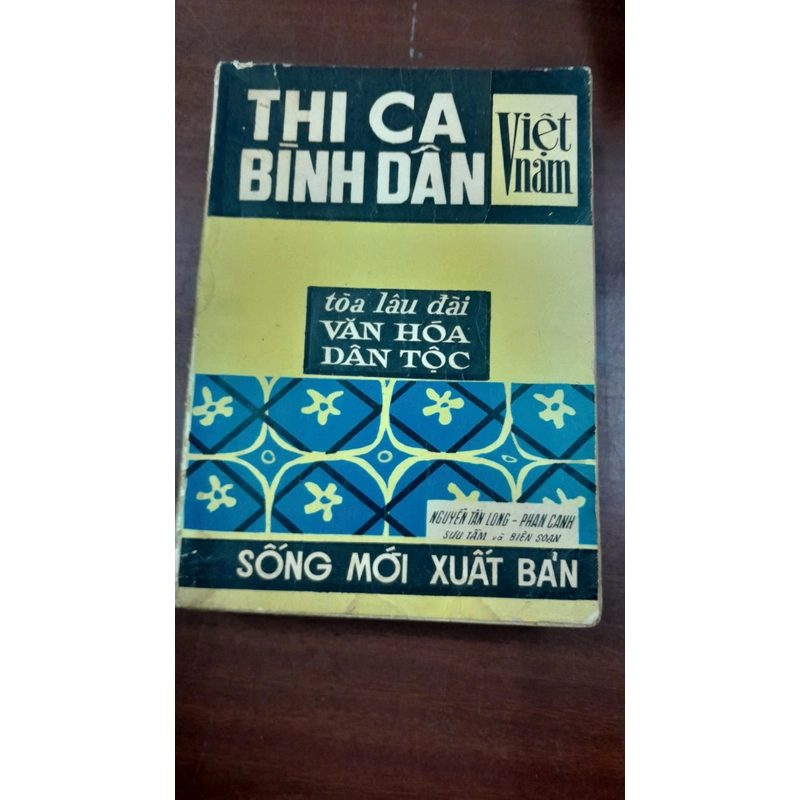 THI CA
BÌNH DÂN
Việt
nam
tòa lâu đài
VĂN HÓA
DÂN TỘC
NGUYỄN TẤN LONG - PHAN CANH
SƯU TẦM và BIÊN SOẠN
SỐNG MỚI XUẤT BẢN